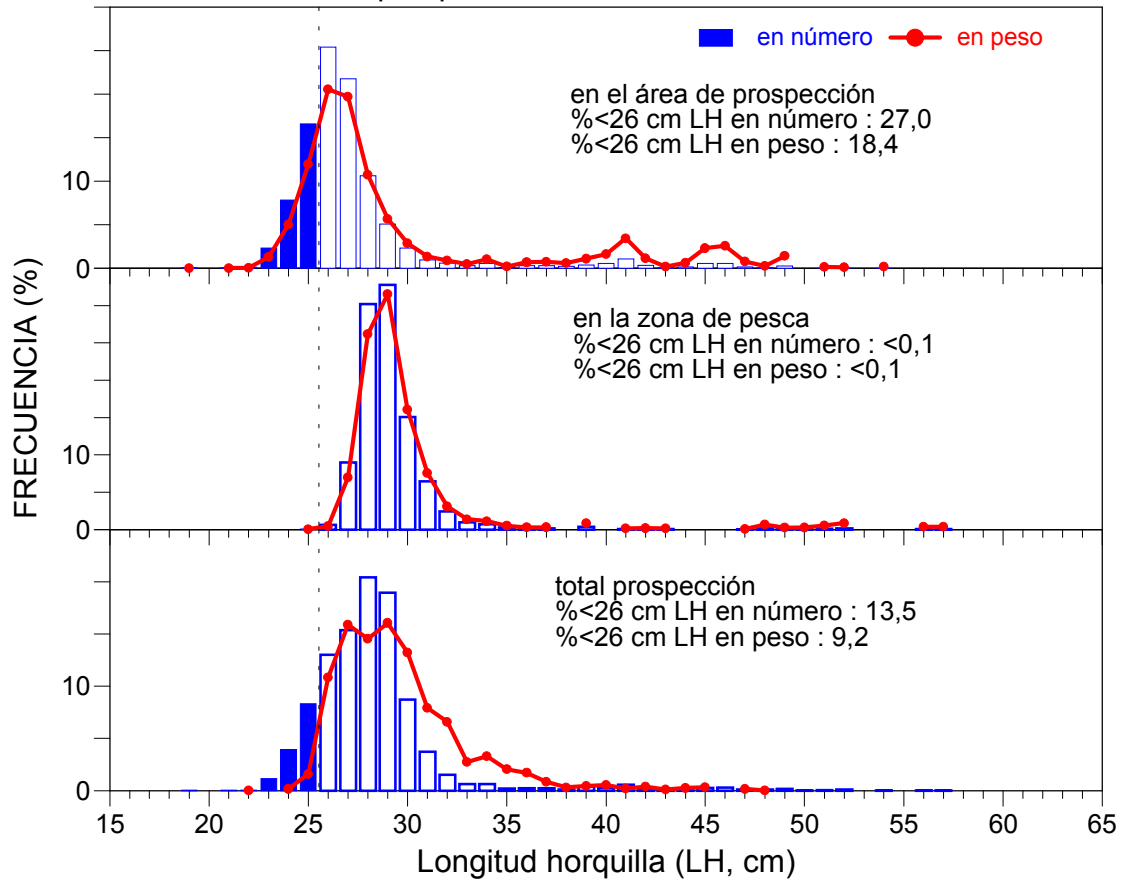 en número en peso
en el área de prospección
%<26 cm LH en número : 27,0
%<26 cm LH en peso : 18,4
10
0
en la zona de pesca
%<26 cm LH en número : <0,1
%<26 cm LH en peso : <0,1
10
0
total prospección
%<26 cm LH en número : 13,5
%<26 cm LH en peso : 9,2
10
0
FRECUENCIA (%)
15 20 25 30 35 40 45 50 55 60 65
Longitud horquilla (LH, cm)